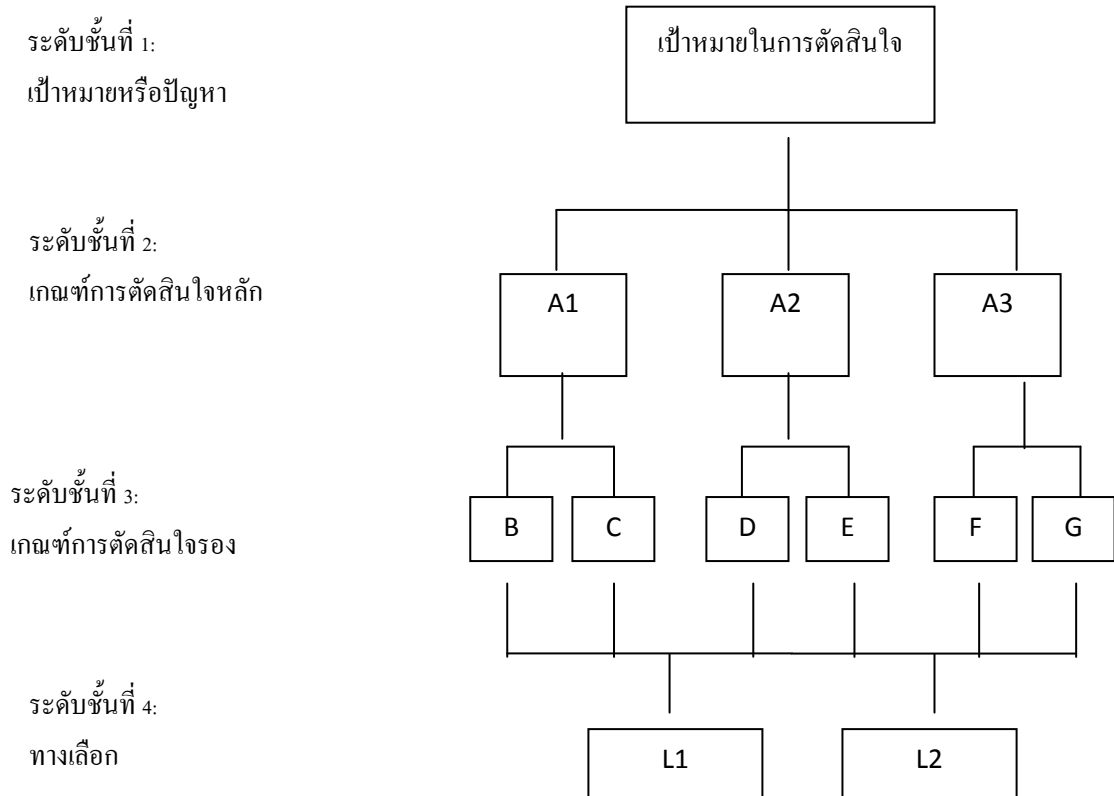 ระดับชั้นที่ 1:
เป้าหมายหรือปัญหา
เป้าหมายในการตัดสินใจ
ระดับชั้นที่ 2:
เกณฑ์การตัดสินใจหลัก
A1 A2 A3
ระดับชั้นที่ 3:
เกณฑ์การตัดสินใจรอง
B C D E F G
ระดับชั้นที่ 4:
ทางเลือก
L1 L2